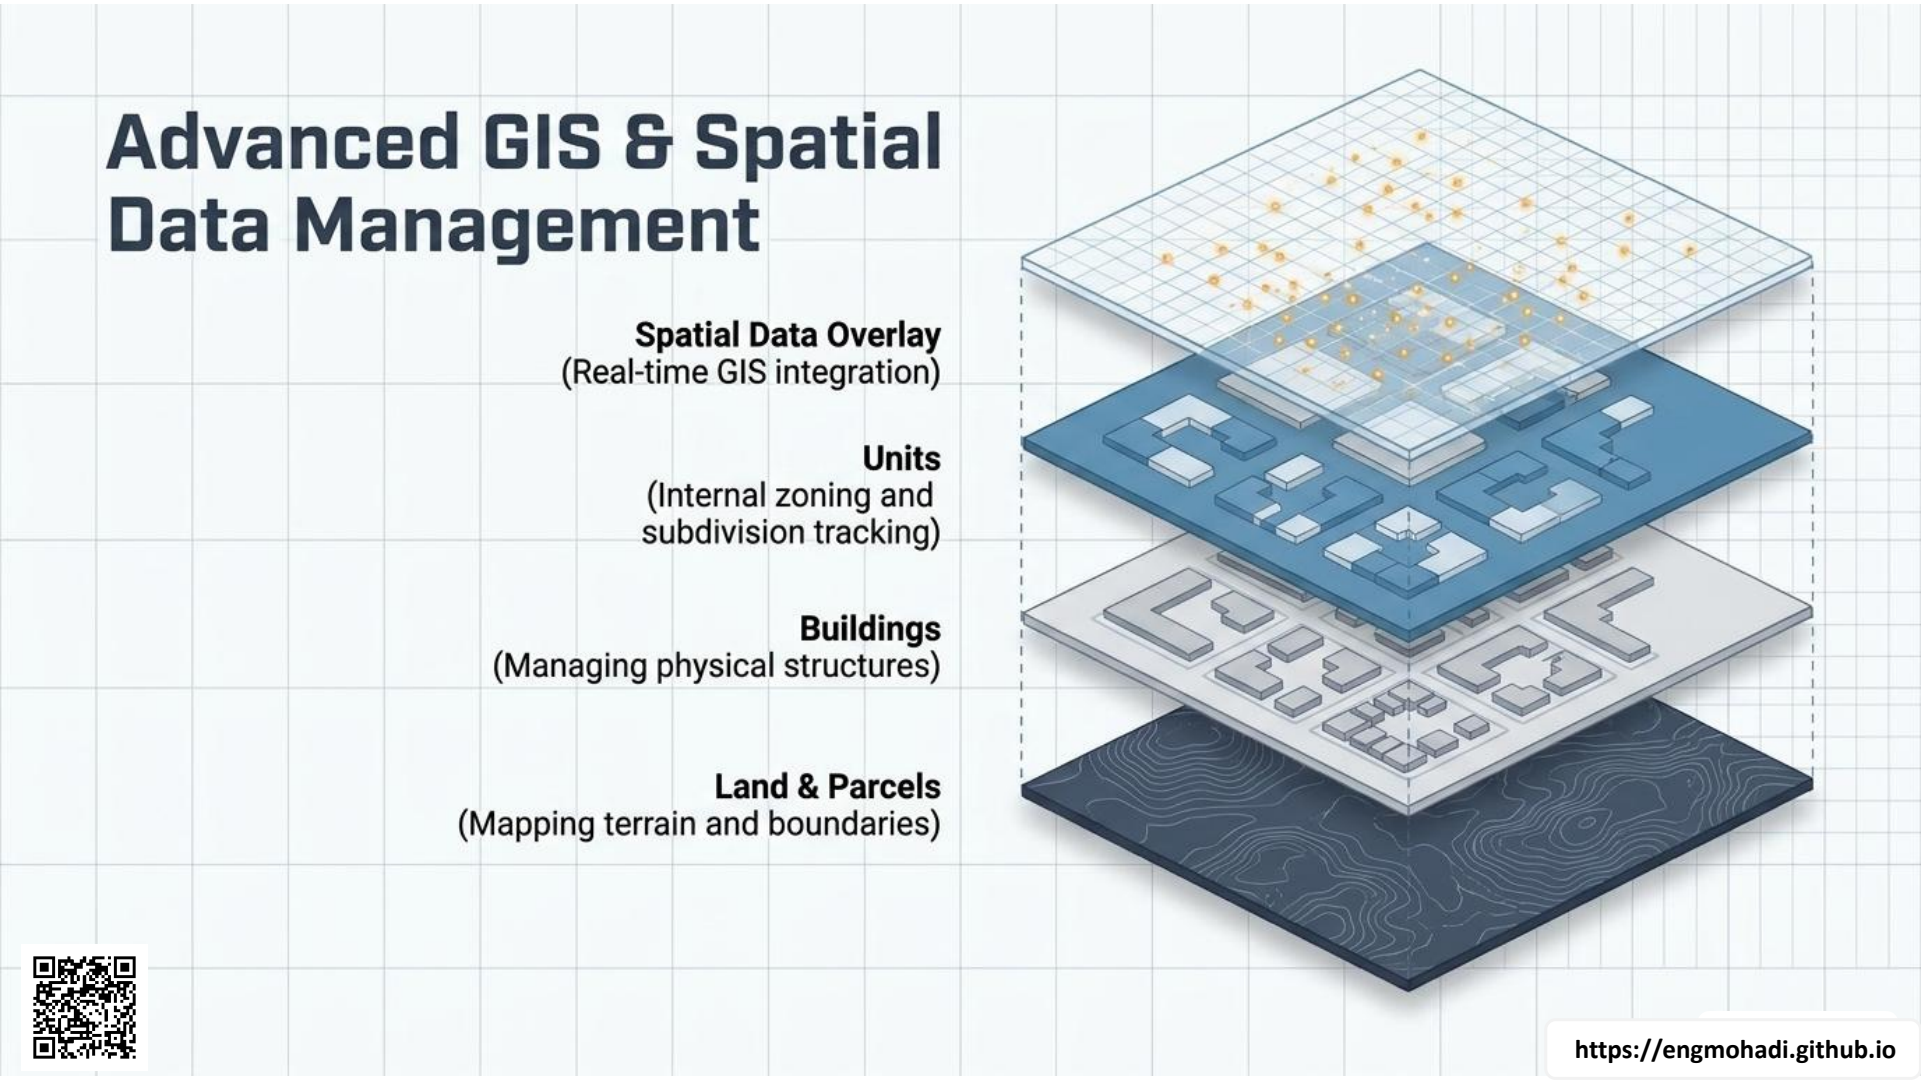 Advanced GIS & Spatial
Data Management
Spatial Data Overlay
(Real-time GIS integration)
Units
(Internal zoning and
subdivision tracking)
Buildings
(Managing physical structures)
Land & Parcels
(Mapping terrain and boundaries)
https://engmohadi.github.io